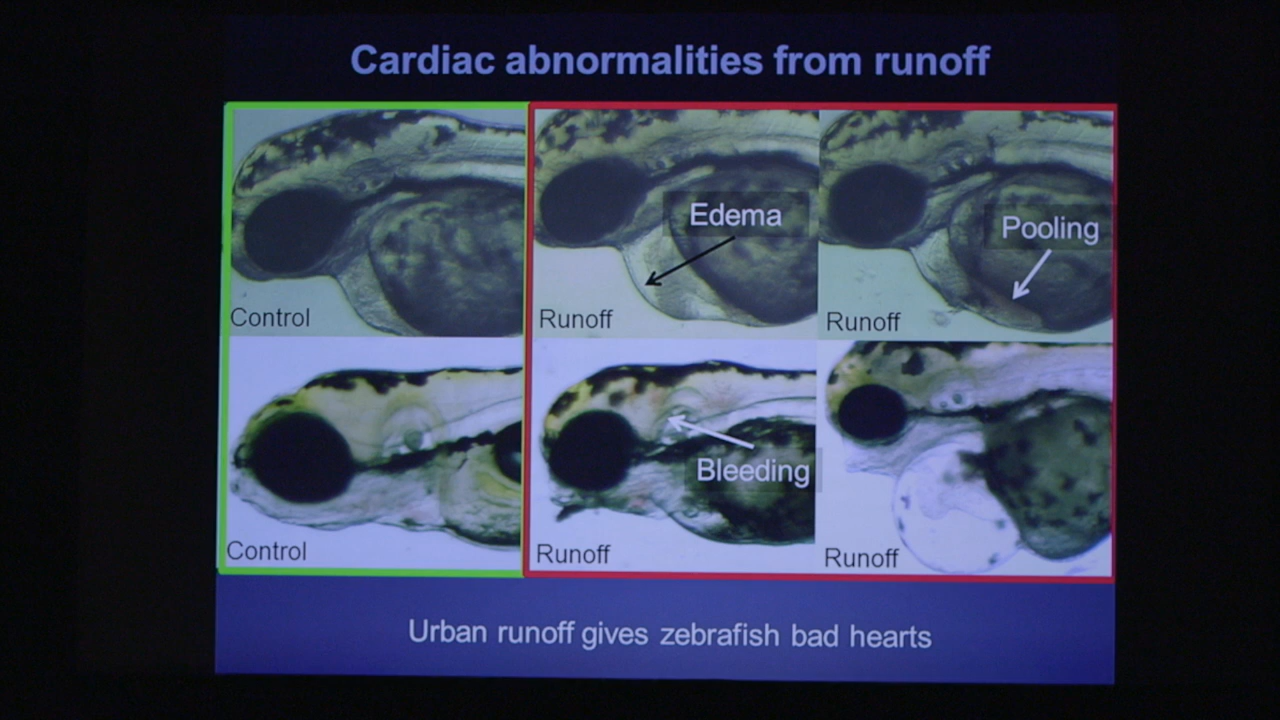 Cardiac abnormalities from runoff
Edema
Pooling
Control
Runoff
Runoff
Bleeding
Control
Runoff
Runoff
Urban runoff gives zebrafish bad hearts